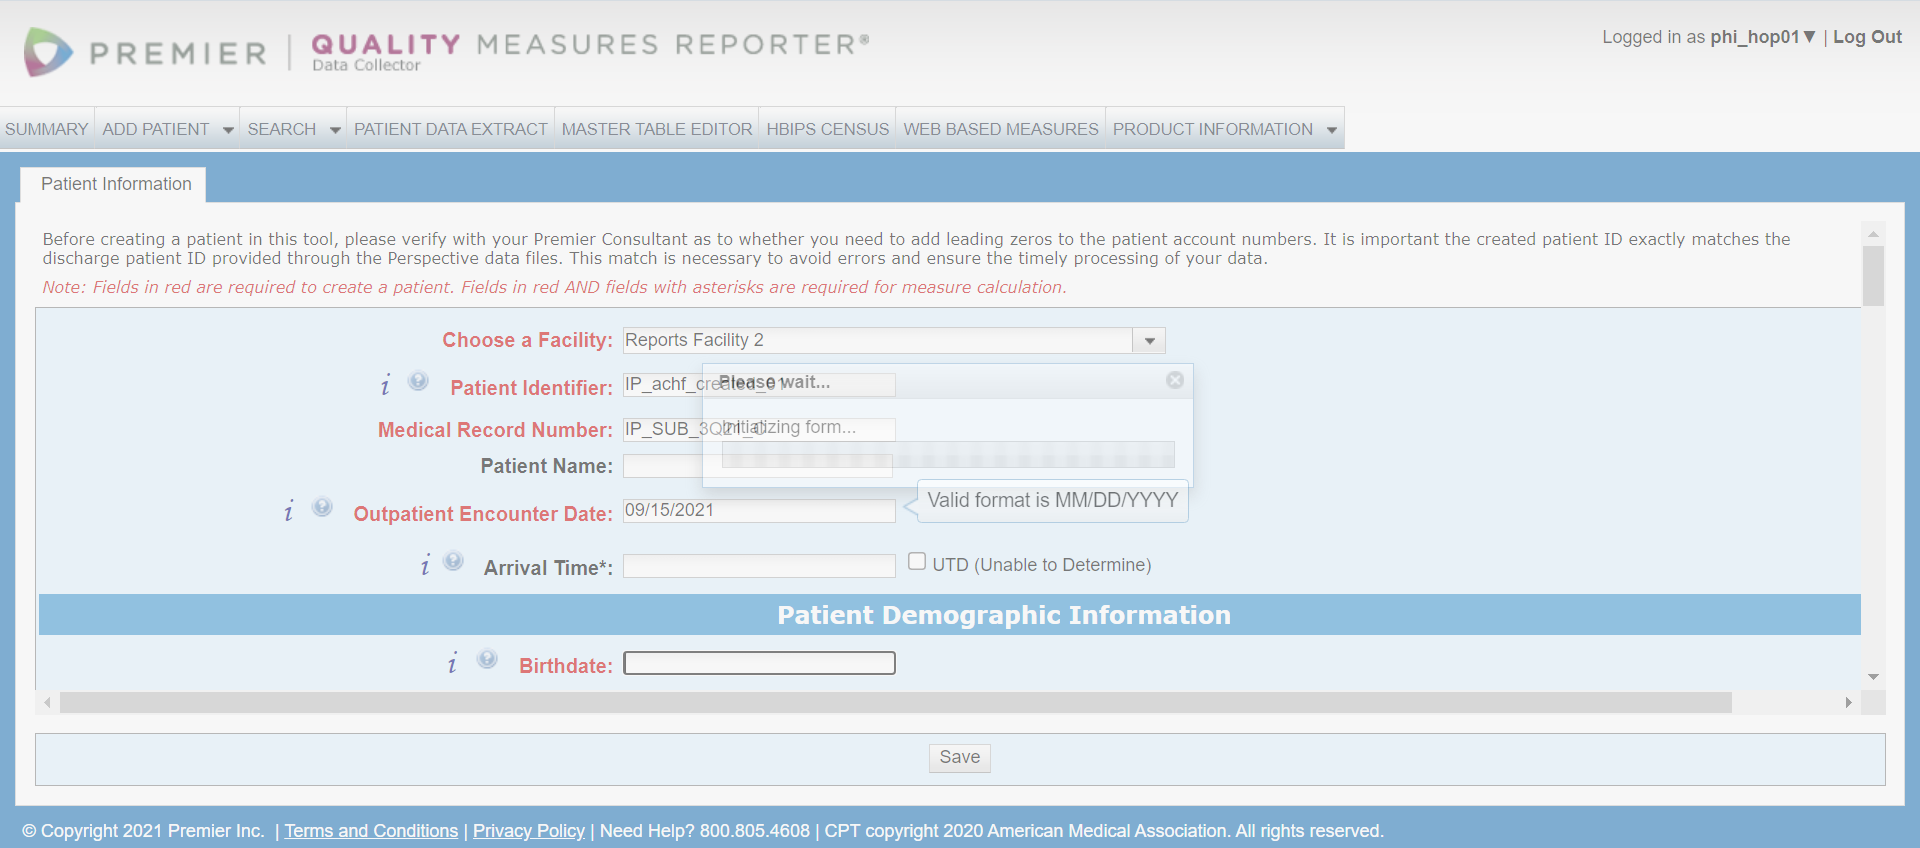 PREMIER | QUALITY MEASURES REPORTER®
Data Collector
Logged in as phi_hop01▼ | Log Out
SUMMARY ADD PATIENT SEARCH PATIENT DATA EXTRACT MASTER TABLE EDITOR HBIPS CENSUS WEB BASED MEASURES PRODUCT INFORMATION
Patient Information
Before creating a patient in this tool, please verify with your Premier Consultant as to whether you need to add leading zeros to the patient account numbers. It is important the created patient ID exactly matches the
discharge patient ID provided through the Perspective data files. This match is necessary to avoid errors and ensure the timely processing of your data.
Note: Fields in red are required to create a patient. Fields in red AND fields with asterisks are required for measure calculation.
Choose a Facility: Reports Facility 2
i ? Patient Identifier: IP_achf_created_01
Please wait...
Medical Record Number: IP_SUB_3Q21_0
Initializing form...
Patient Name:
i ? Outpatient Encounter Date: 09/15/2021
Valid format is MM/DD/YYYY
i ? Arrival Time*: UTD (Unable to Determine)
Patient Demographic Information
i ? Birthdate:
Save
© Copyright 2021 Premier Inc. | Terms and Conditions | Privacy Policy | Need Help? 800.805.4608 | CPT copyright 2020 American Medical Association. All rights reserved.